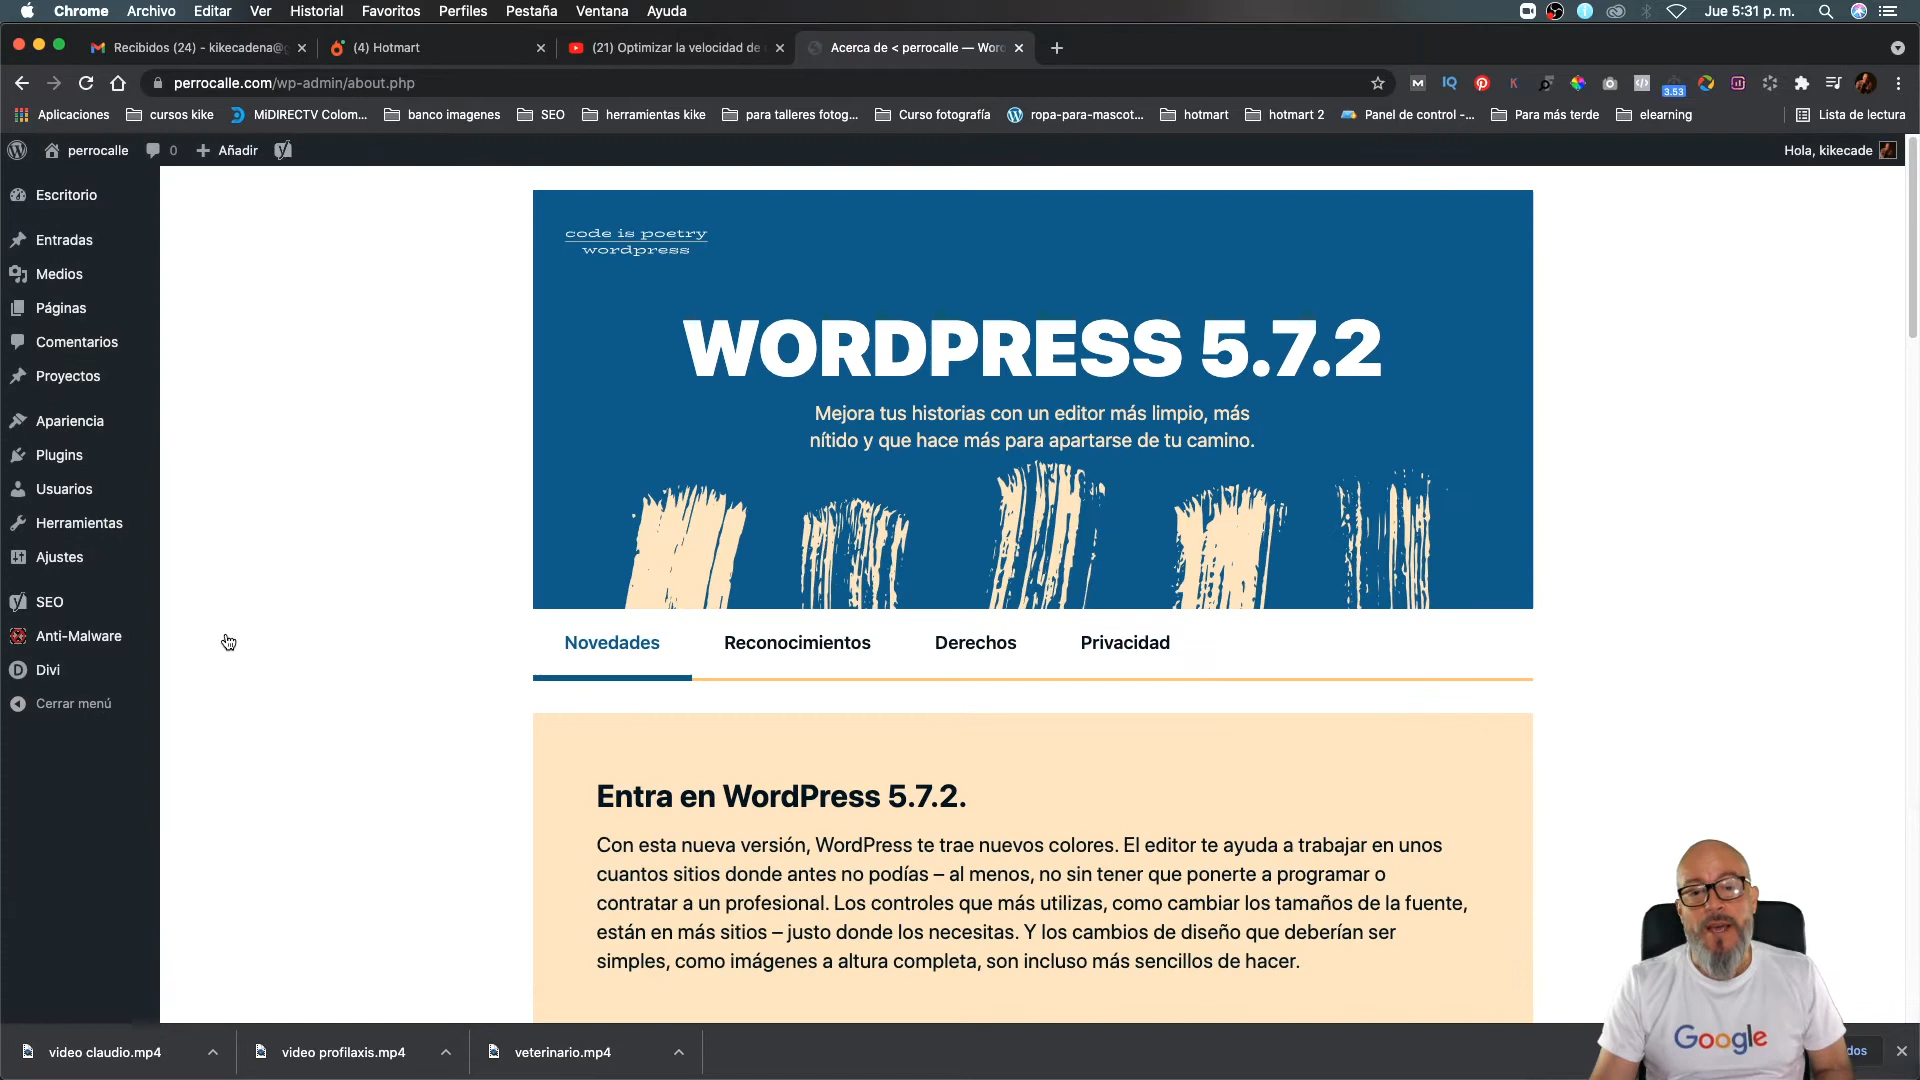 Chrome Archivo Editar Ver Historial Favoritos Perfiles Pestaña Ventana Ayuda
Jue 5:31 p. m.
Recibidos (24) - kikecadena@
(4) Hotmart
(21) Optimizar la velocidad de
Acerca de < perrocalle — Wor
perrocalle.com/wp-admin/about.php
3.53
Aplicaciones
cursos kike
MiDIRECTV Colom...
banco imagenes
SEO
herramientas kike
para talleres fotog...
Curso fotografía
ropa-para-mascot...
hotmart
hotmart 2
Panel de control -...
Para más terde
elearning
Lista de lectura
perrocalle
0
Añadir
Hola, kikecade
Escritorio
Entradas
Medios
Páginas
Comentarios
Proyectos
Apariencia
Plugins
Usuarios
Herramientas
Ajustes
SEO
Anti-Malware
Divi
Cerrar menú
code is poetry
wordpress
WORDPRESS 5.7.2
Mejora tus historias con un editor más limpio, más
nítido y que hace más para apartarse de tu camino.
Novedades
Reconocimientos
Derechos
Privacidad
Entra en WordPress 5.7.2.
Con esta nueva versión, WordPress te trae nuevos colores. El editor te ayuda a trabajar en unos
cuantos sitios donde antes no podías – al menos, no sin tener que ponerte a programar o
contratar a un profesional. Los controles que más utilizas, como cambiar los tamaños de la fuente,
están en más sitios – justo donde los necesitas. Y los cambios de diseño que deberían ser
simples, como imágenes a altura completa, son incluso más sencillos de hacer.
video claudio.mp4
video profilaxis.mp4
veterinario.mp4
Google
dos